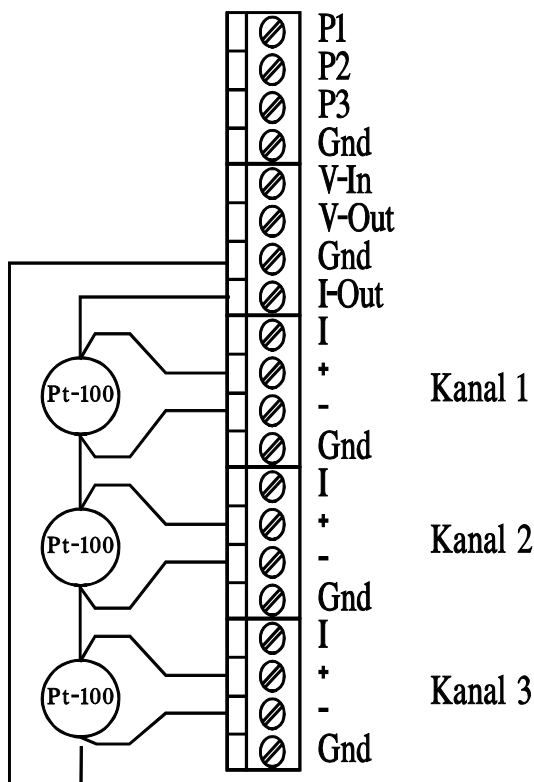 P1
P2
P3
Gnd
V-In
V-Out
Gnd
I-Out
I
+
-
Gnd
Kanal 1
Pt-100
I
+
-
Gnd
Kanal 2
Pt-100
I
+
-
Gnd
Kanal 3
Pt-100